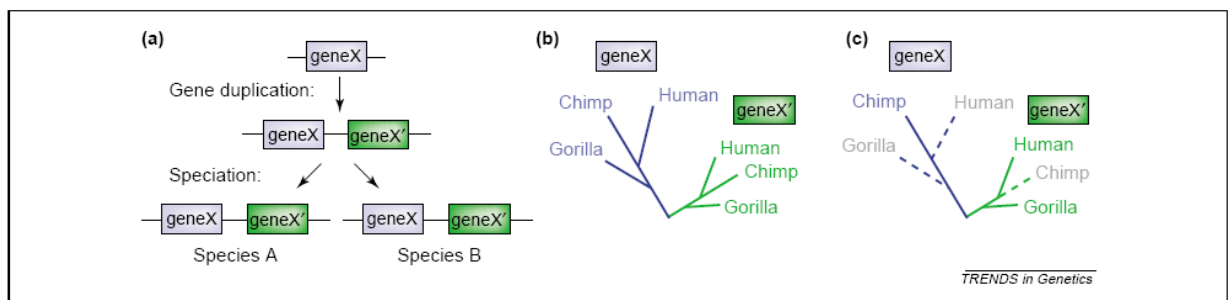 (a)
geneX
Gene duplication:
geneX geneX′
Speciation:
geneX geneX′ geneX geneX′
Species A Species B
(b)
geneX
Chimp Human
geneX′
Gorilla Human
Chimp
Gorilla
(c)
geneX
Chimp Human
geneX′
Gorilla Human
Chimp
Gorilla
TRENDS in Genetics